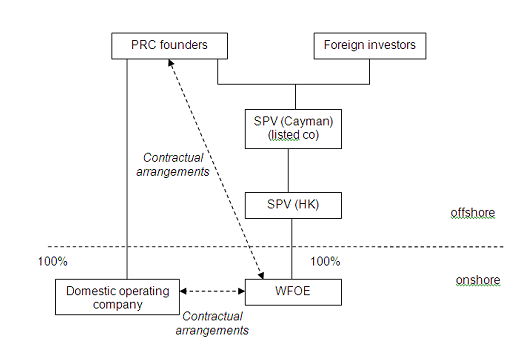 PRC founders
Foreign investors
SPV (Cayman)
(listed co)
Contractual
arrangements
SPV (HK)
offshore
100%
100%
onshore
Domestic operating
company
WFOE
Contractual
arrangements